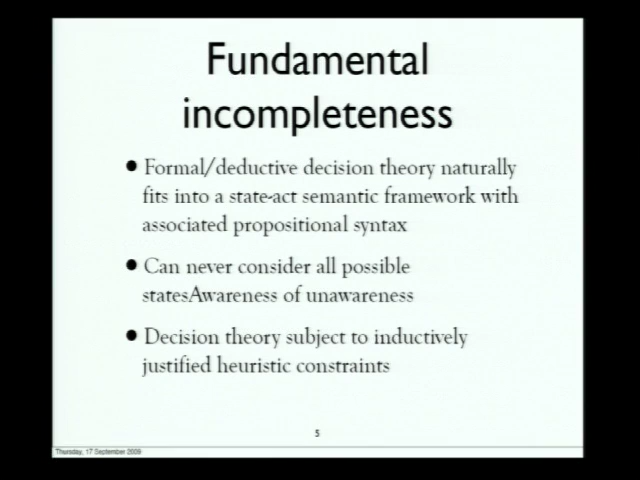 Fundamental
incompleteness
• Formal/deductive decision theory naturally
fits into a state-act semantic framework with
associated propositional syntax
• Can never consider all possible
statesAwareness of unawareness
• Decision theory subject to inductively
justified heuristic constraints
5
Thursday, 17 September 2009